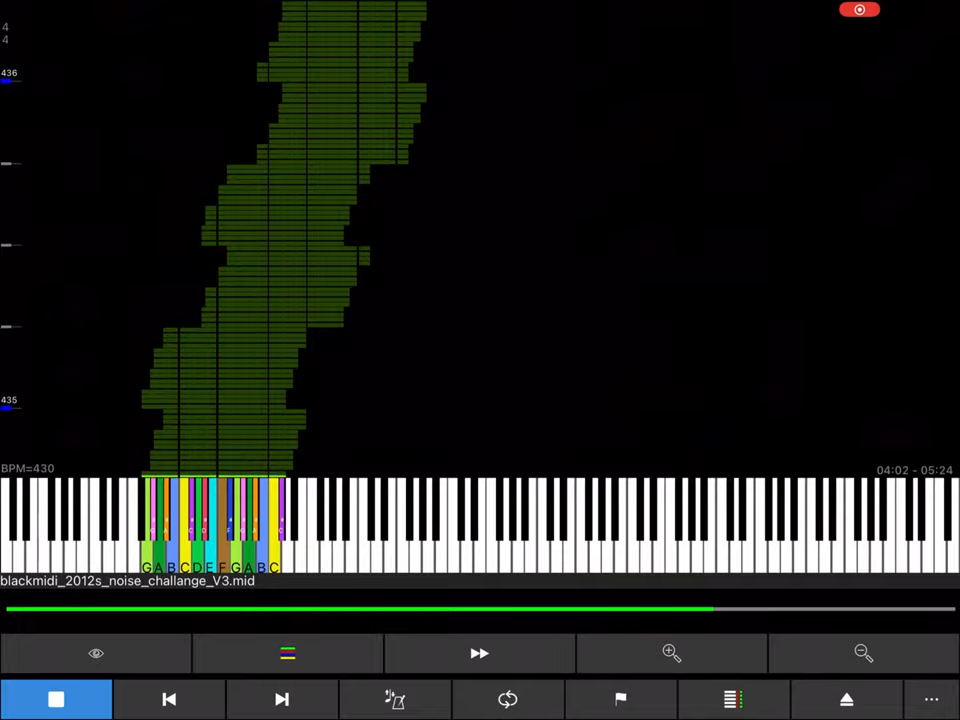 4
4
436
435
BPM=430
04:02 - 05:24
G A B C D E F G A B C
blackmidi_2012s_noise_challange_V3.mid